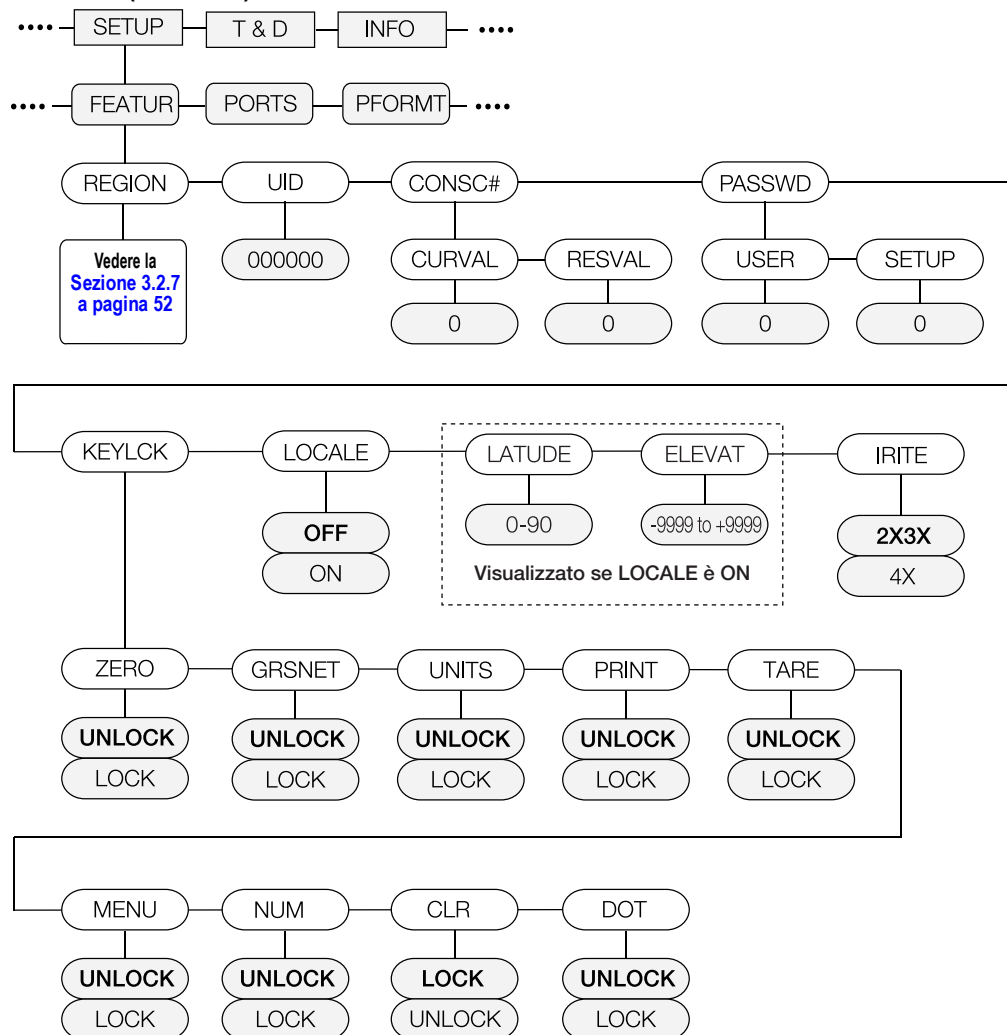 •••• SETUP T & D INFO ••••
•••• FEATUR PORTS PFORMT ••••
REGION UID CONSC# PASSWD
Vedere la
Sezione 3.2.7
a pagina 52
000000 CURVAL RESVAL USER SETUP
0 0 0 0
KEYLCK LOCALE LATUDE ELEVAT IRITE
OFF 0-90 -9999 to +9999 2X3X
ON 4X
Visualizzato se LOCALE è ON
ZERO GRSNET UNITS PRINT TARE
UNLOCK UNLOCK UNLOCK UNLOCK UNLOCK
LOCK LOCK LOCK LOCK LOCK
MENU NUM CLR DOT
UNLOCK UNLOCK LOCK UNLOCK
LOCK LOCK UNLOCK LOCK